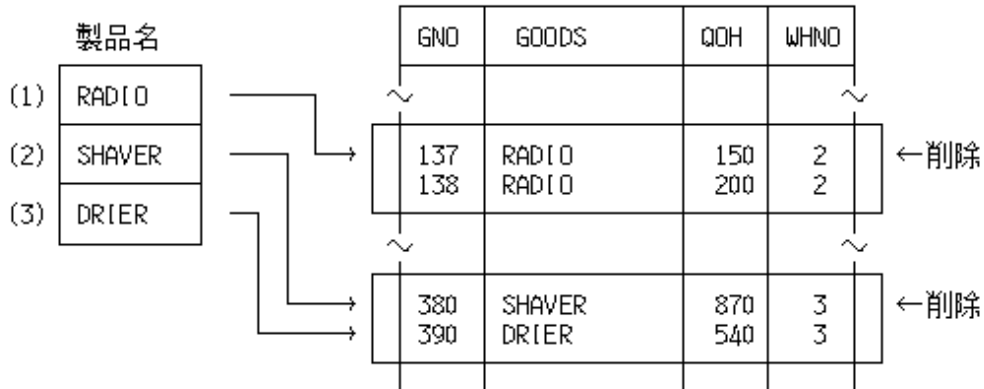 製品名
(1) RADIO
(2) SHAVER
(3) DRIER
GNO GOODS QOH WHNO
137 RADIO 150 2 ←削除
138 RADIO 200 2
380 SHAVER 870 3 ←削除
390 DRIER 540 3